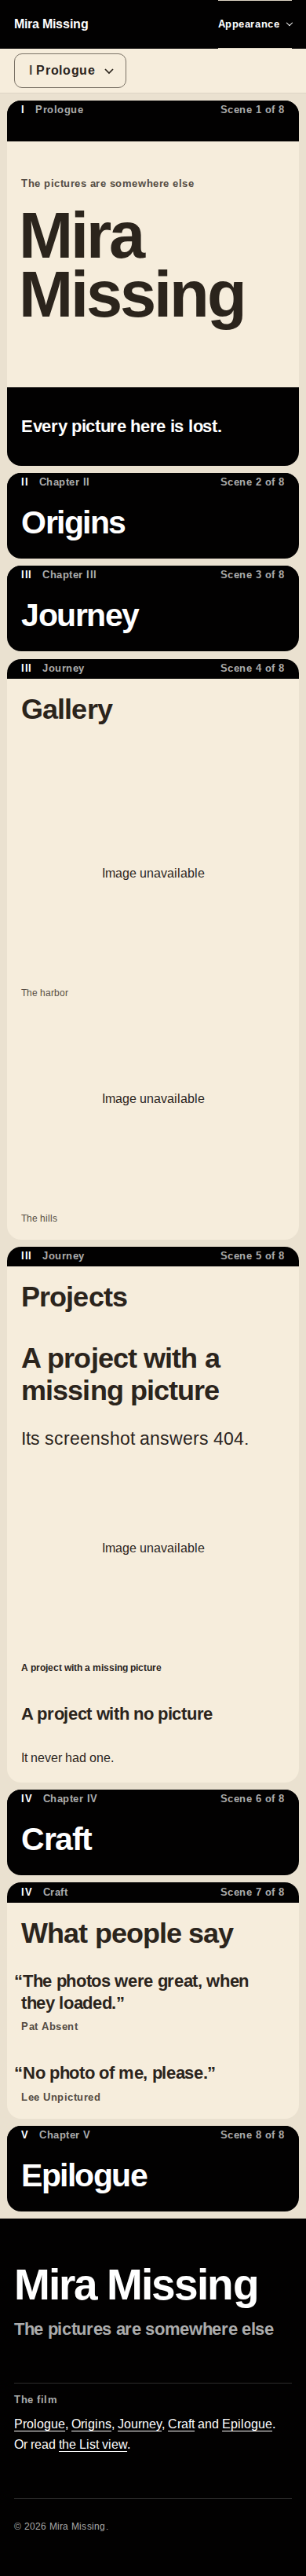 Mira Missing
Appearance
I Prologue
I Prologue Scene 1 of 8
The pictures are somewhere else
Mira
Missing
Every picture here is lost.
II Chapter II Scene 2 of 8
Origins
III Chapter III Scene 3 of 8
Journey
III Journey Scene 4 of 8
Gallery
Image unavailable
The harbor
Image unavailable
The hills
III Journey Scene 5 of 8
Projects
A project with a
missing picture
Its screenshot answers 404.
Image unavailable
A project with a missing picture
A project with no picture
It never had one.
IV Chapter IV Scene 6 of 8
Craft
IV Craft Scene 7 of 8
What people say
“The photos were great, when
they loaded.”
Pat Absent
“No photo of me, please.”
Lee Unpictured
V Chapter V Scene 8 of 8
Epilogue
Mira Missing
The pictures are somewhere else
The film
Prologue, Origins, Journey, Craft and Epilogue.
Or read the List view.
© 2026 Mira Missing.